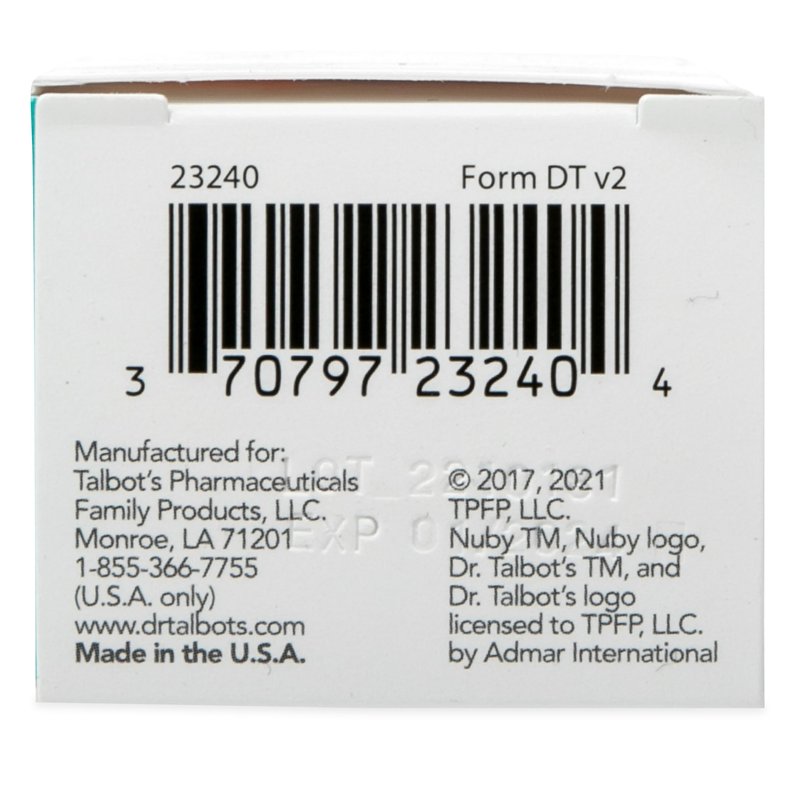 23240 Form DT v2
3 70797 23240 4
Manufactured for:
Talbot's Pharmaceuticals
Family Products, LLC.
Monroe, LA 71201
1-855-366-7755
(U.S.A. only)
www.drtalbots.com
Made in the U.S.A.
© 2017, 2021
TPFP, LLC.
Nuby TM, Nuby logo,
Dr. Talbot's TM, and
Dr. Talbot's logo
licensed to TPFP, LLC.
by Admar International
LOT
EXP